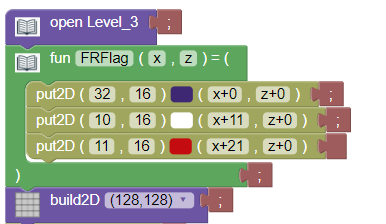 open Level_3 ;
fun FRFlag ( x , z ) = (
put2D ( 32 , 16 ) ( x+0 , z+0 ) ;
put2D ( 10 , 16 ) ( x+11 , z+0 ) ;
put2D ( 11 , 16 ) ( x+21 , z+0 ) ;
) ;
build2D (128,128) ▾ ;